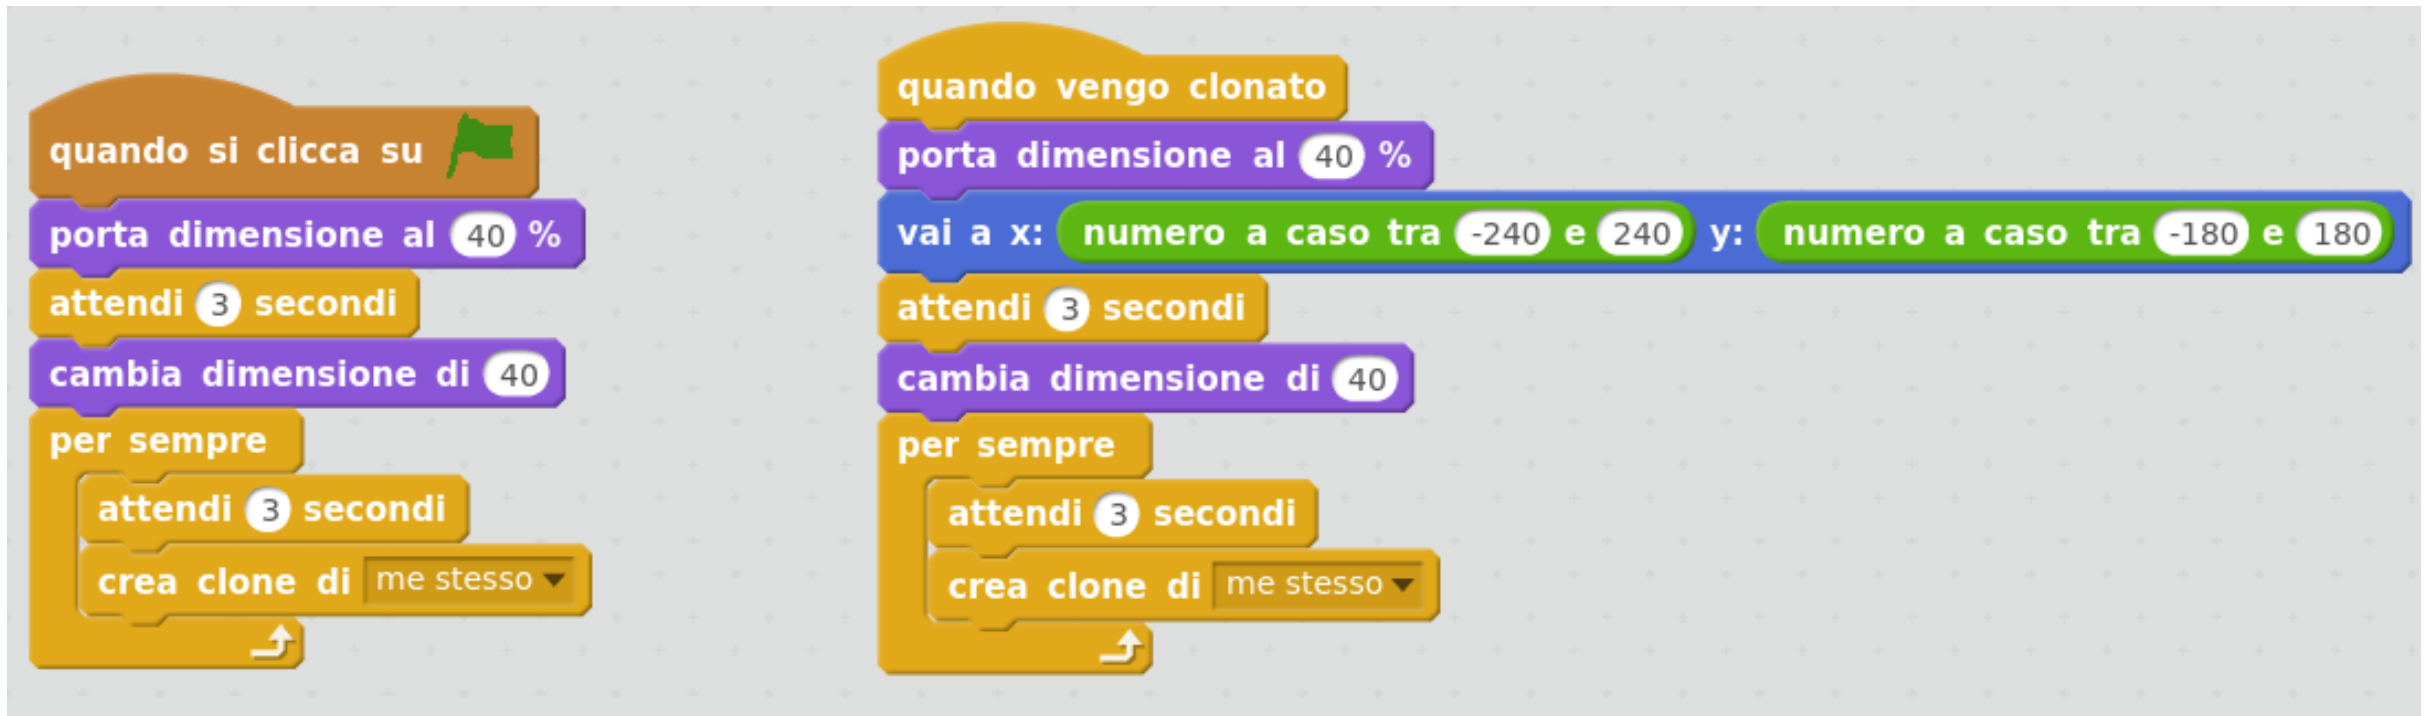 quando si clicca su
porta dimensione al 40 %
attendi 3 secondi
cambia dimensione di 40
per sempre
attendi 3 secondi
crea clone di me stesso
quando vengo clonato
porta dimensione al 40 %
vai a x: numero a caso tra -240 e 240 y: numero a caso tra -180 e 180
attendi 3 secondi
cambia dimensione di 40
per sempre
attendi 3 secondi
crea clone di me stesso